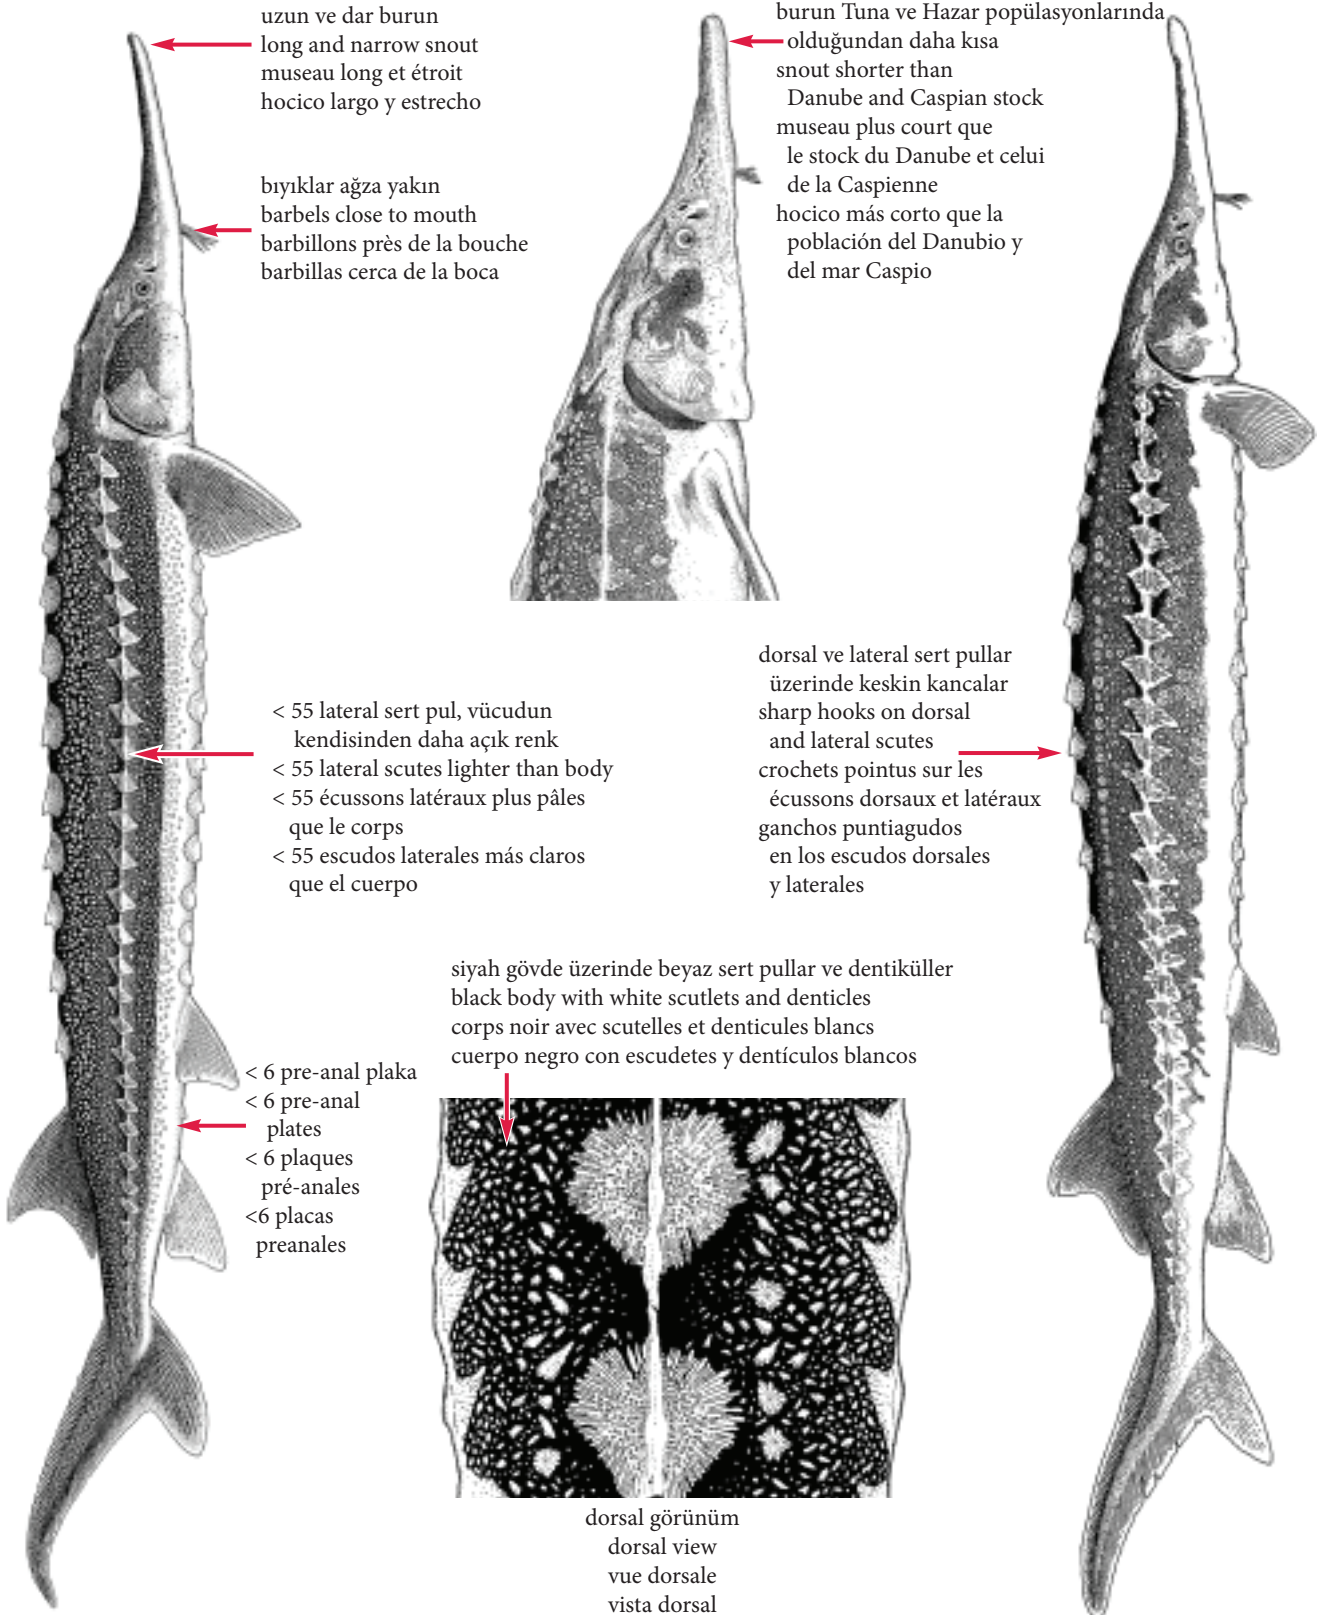 uzun ve dar burun
long and narrow snout
museau long et étroit
hocico largo y estrecho
burun Tuna ve Hazar popülasyonlarında
olduğundan daha kısa
snout shorter than
Danube and Caspian stock
museau plus court que
le stock du Danube et celui
de la Caspienne
hocico más corto que la
población del Danubio y
del mar Caspio
bıyıklar ağza yakın
barbels close to mouth
barbillons près de la bouche
barbillas cerca de la boca
< 55 lateral sert pul, vücudun
kendisinden daha açık renk
< 55 lateral scutes lighter than body
< 55 écussons latéraux plus pâles
que le corps
< 55 escudos laterales más claros
que el cuerpo
dorsal ve lateral sert pullar
üzerinde keskin kancalar
sharp hooks on dorsal
and lateral scutes
crochets pointus sur les
écussons dorsaux et latéraux
ganchos puntiagudos
en los escudos dorsales
y laterales
siyah gövde üzerinde beyaz sert pullar ve dentiküller
black body with white scutlets and denticles
corps noir avec scutelles et denticules blancs
cuerpo negro con escudetes y dentículos blancos
< 6 pre-anal plaka
< 6 pre-anal
plates
< 6 plaques
pré-anales
<6 placas
preanales
dorsal görünüm
dorsal view
vue dorsale
vista dorsal